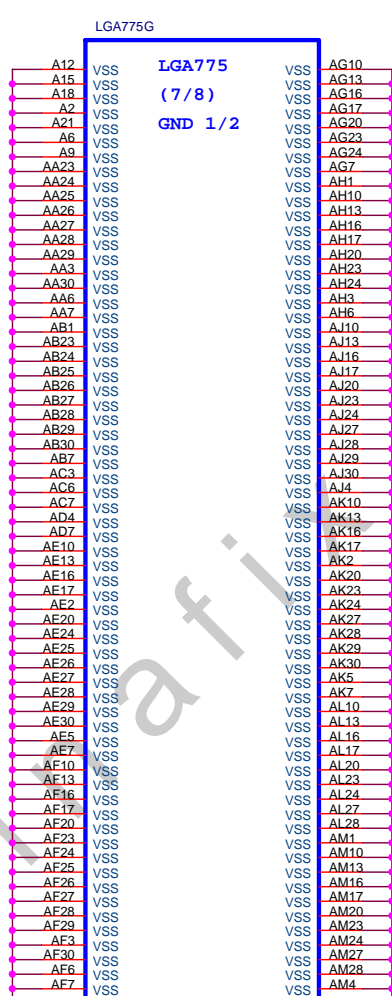 LGA775G
A12 VSS LGA775 VSS AG10
A15 VSS VSS AG13
A18 VSS (7/8) VSS AG16
A2 VSS VSS AG17
A21 VSS GND 1/2 VSS AG20
A6 VSS VSS AG23
A9 VSS VSS AG24
AA23 VSS VSS AG7
AA24 VSS VSS AH1
AA25 VSS VSS AH10
AA26 VSS VSS AH13
AA27 VSS VSS AH16
AA28 VSS VSS AH17
AA29 VSS VSS AH20
AA3 VSS VSS AH23
AA30 VSS VSS AH24
AA6 VSS VSS AH3
AA7 VSS VSS AH6
AB1 VSS VSS AJ10
AB23 VSS VSS AJ13
AB24 VSS VSS AJ16
AB25 VSS VSS AJ17
AB26 VSS VSS AJ20
AB27 VSS VSS AJ23
AB28 VSS VSS AJ24
AB29 VSS VSS AJ27
AB30 VSS VSS AJ28
AB7 VSS VSS AJ29
AC3 VSS VSS AJ30
AC6 VSS VSS AJ4
AC7 VSS VSS AK10
AD4 VSS VSS AK13
AD7 VSS VSS AK16
AE10 VSS VSS AK17
AE13 VSS VSS AK2
AE16 VSS VSS AK20
AE17 VSS VSS AK23
AE2 VSS VSS AK24
AE20 VSS VSS AK27
AE24 VSS VSS AK28
AE25 VSS VSS AK29
AE26 VSS VSS AK30
AE27 VSS VSS AK5
AE28 VSS VSS AK7
AE29 VSS VSS AL10
AE30 VSS VSS AL13
AE5 VSS VSS AL16
AE7 VSS VSS AL17
AF10 VSS VSS AL20
AF13 VSS VSS AL23
AF16 VSS VSS AL24
AF17 VSS VSS AL27
AF20 VSS VSS AL28
AF23 VSS VSS AM1
AF24 VSS VSS AM10
AF25 VSS VSS AM13
AF26 VSS VSS AM16
AF27 VSS VSS AM17
AF28 VSS VSS AM20
AF29 VSS VSS AM23
AF3 VSS VSS AM24
AF30 VSS VSS AM27
AF6 VSS VSS AM28
AF7 VSS VSS AM4